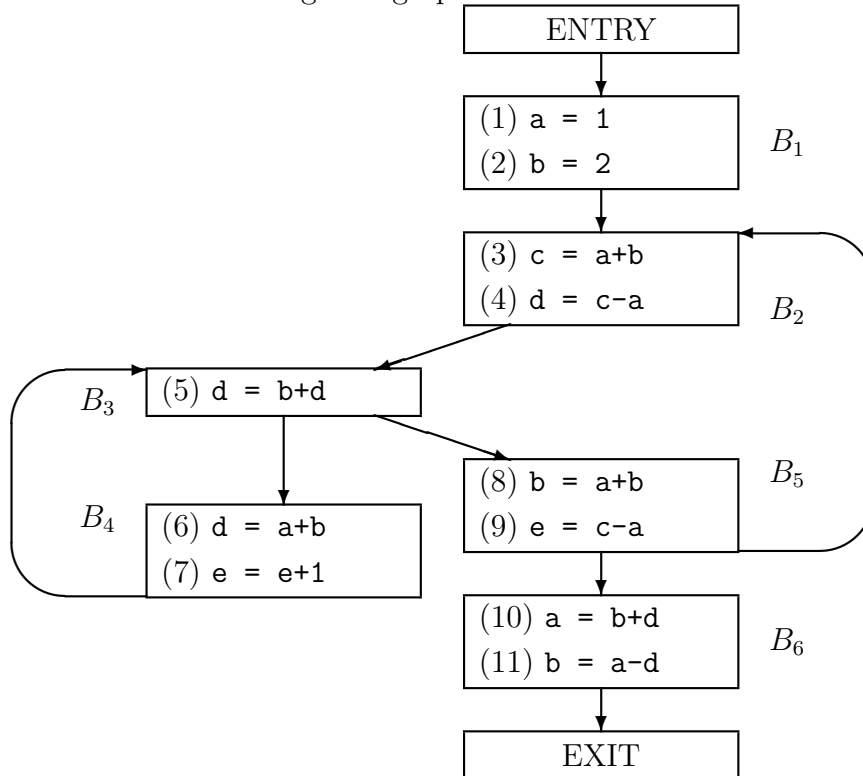 ENTRY
(1) a = 1
(2) b = 2
B₁
(3) c = a+b
(4) d = c-a
B₂
(5) d = b+d
B₃
(8) b = a+b
(9) e = c-a
B₅
(6) d = a+b
(7) e = e+1
B₄
(10) a = b+d
(11) b = a-d
B₆
EXIT